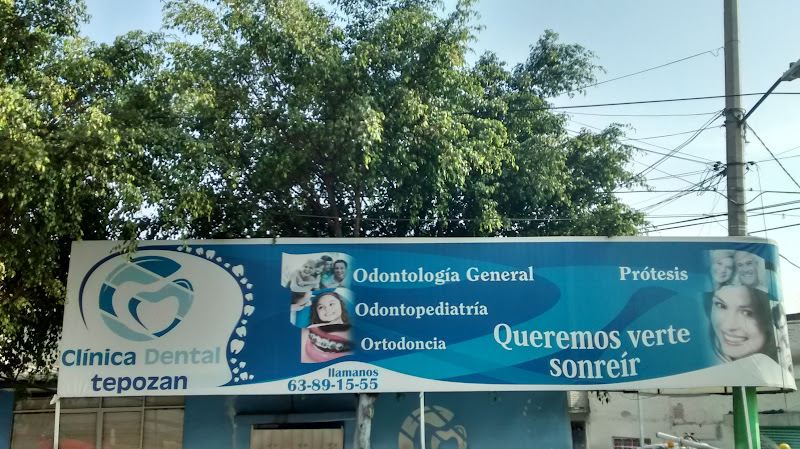 Clínica Dental
tepozan
Odontología General
Odontopediatría
Ortodoncia
llamanos
63-89-15-55
Prótesis
Queremos verte
sonreír